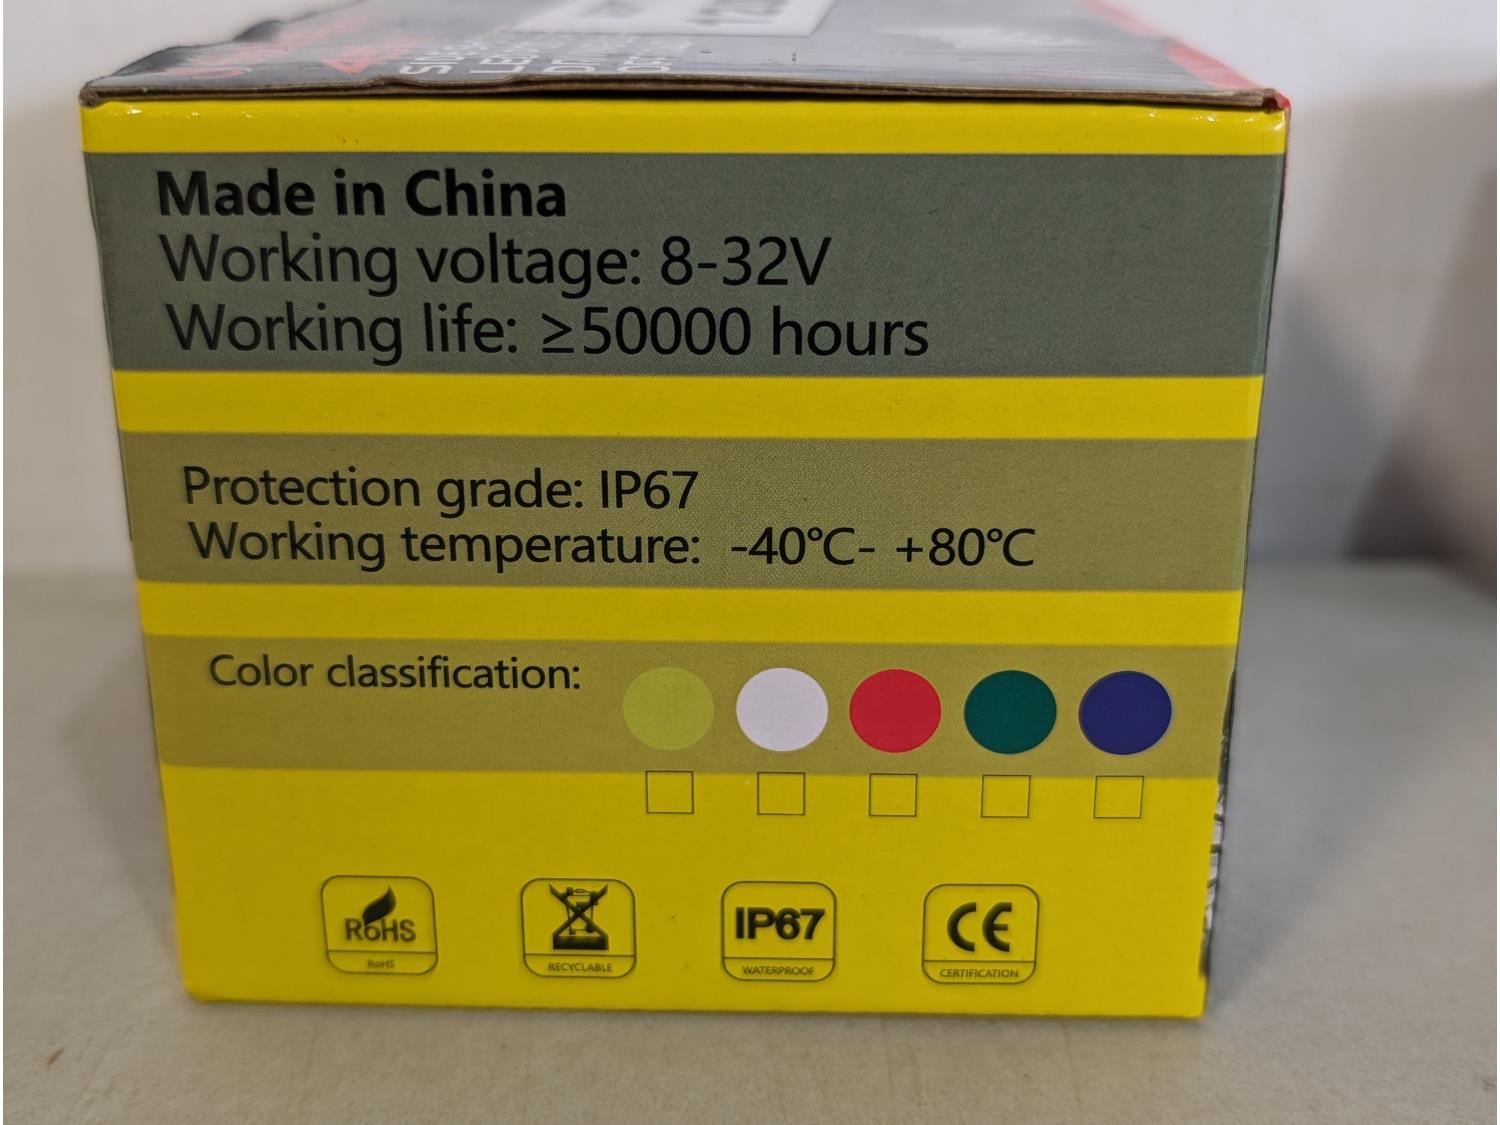 Made in China
Working voltage: 8-32V
Working life: ≥50000 hours
Protection grade: IP67
Working temperature: -40℃- +80℃
Color classification:
RoHS
RoHS
RECYCLABLE
IP67
WATERPROOF
CE
CERTIFICATION